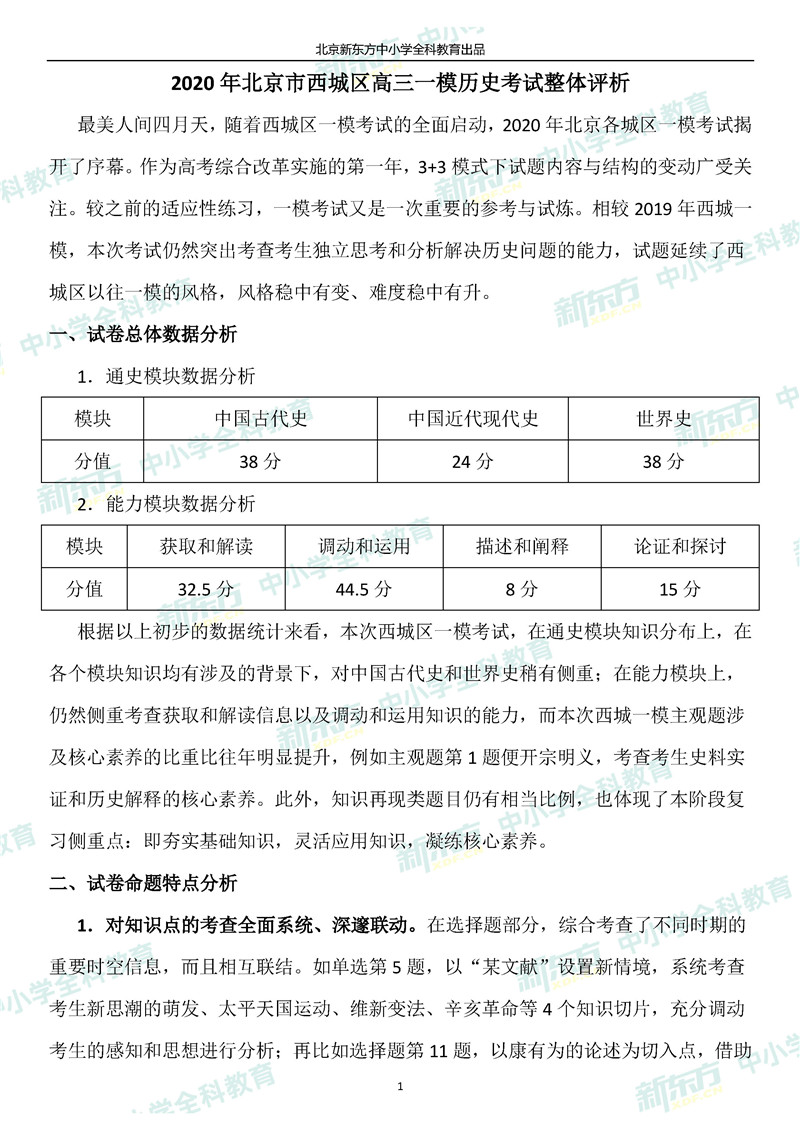 北京新东方中小学全科教育出品
2020 年北京市西城区高三一模历史考试整体评析
最美人间四月天，随着西城区一模考试的全面启动，2020 年北京各城区一模考试揭
开了序幕。作为高考综合改革实施的第一年，3+3 模式下试题内容与结构的变动广受关
注。较之前的适应性练习，一模考试又是一次重要的参考与试炼。相较 2019 年西城一
模，本次考试仍然突出考查考生独立思考和分析解决历史问题的能力，试题延续了西
城区以往一模的风格，风格稳中有变、难度稳中有升。
一、试卷总体数据分析
1．通史模块数据分析
模块 中国古代史 中国近代现代史 世界史
分值 38 分 24 分 38 分
2．能力模块数据分析
模块 获取和解读 调动和运用 描述和阐释 论证和探讨
分值 32.5 分 44.5 分 8 分 15 分
根据以上初步的数据统计来看，本次西城区一模考试，在通史模块知识分布上，在
各个模块知识均有涉及的背景下，对中国古代史和世界史稍有侧重；在能力模块上，
仍然侧重考查获取和解读信息以及调动和运用知识的能力，而本次西城一模主观题涉
及核心素养的比重比往年明显提升，例如主观题第 1 题便开宗明义，考查考生史料实
证和历史解释的核心素养。此外，知识再现类题目仍有相当比例，也体现了本阶段复
习侧重点：即夯实基础知识，灵活应用知识，凝练核心素养。
二、试卷命题特点分析
1．对知识点的考查全面系统、深邃联动。在选择题部分，综合考查了不同时期的
重要时空信息，而且相互联结。如单选第 5 题，以“某文献”设置新情境，系统考查
考生新思潮的萌发、太平天国运动、维新变法、辛亥革命等 4 个知识切片，充分调动
考生的感知和思想进行分析；再比如选择题第 11 题，以康有为的论述为切入点，借助
1
新东方 XDF.CN 中小学全科教育